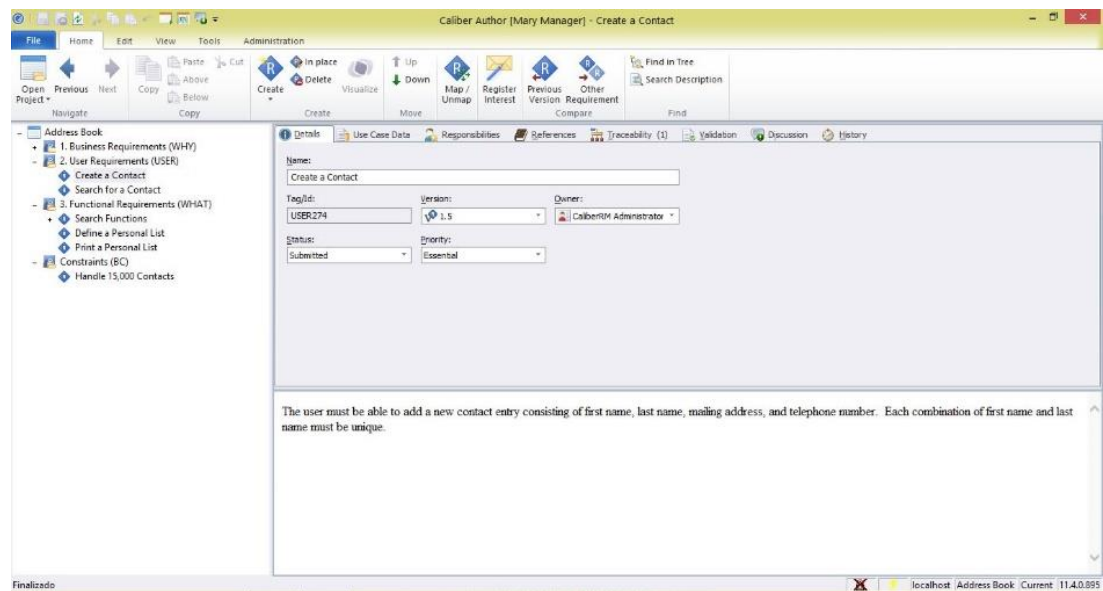 Caliber Author [Mary Manager] - Create a Contact
File Home Edit View Tools Administration
Open Project Previous Next Copy Paste Cut Above Below
Create In place Delete Visualize Up Down Map / Unmap Register Interest Previous Version Other Requirement Find in Tree Search Description
Navigate Copy Create Move Compare Find
Address Book
1. Business Requirements (WHY)
2. User Requirements (USER)
Create a Contact
Search for a Contact
3. Functional Requirements (WHAT)
Search Functions
Define a Personal List
Print a Personal List
Constraints (BC)
Handle 15,000 Contacts
Details Use Case Data Responsibilities References Traceability (1) Validation Discussion History
Name:
Create a Contact
Tag/Id: Version: Owner:
USER274 1.5 CaliberRM Administrator
Status: Priority:
Submitted Essential
The user must be able to add a new contact entry consisting of first name, last name, mailing address, and telephone number. Each combination of first name and last
name must be unique.
Finalizado localhost Address Book Current 11.4.0.895